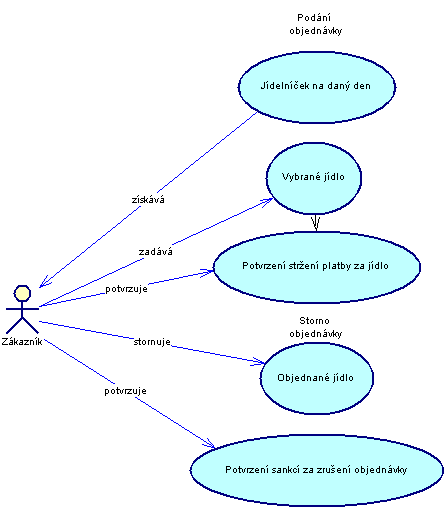 Podání
objednávky
Jídelníček na daný den
získává
Vybrané jídlo
zadává
Potvrzení stržení platby za jídlo
potvrzuje
Zákazník
Storno
objednávky
stornuje
Objednané jídlo
potvrzuje
Potvrzení sankcí za zrušení objednávky